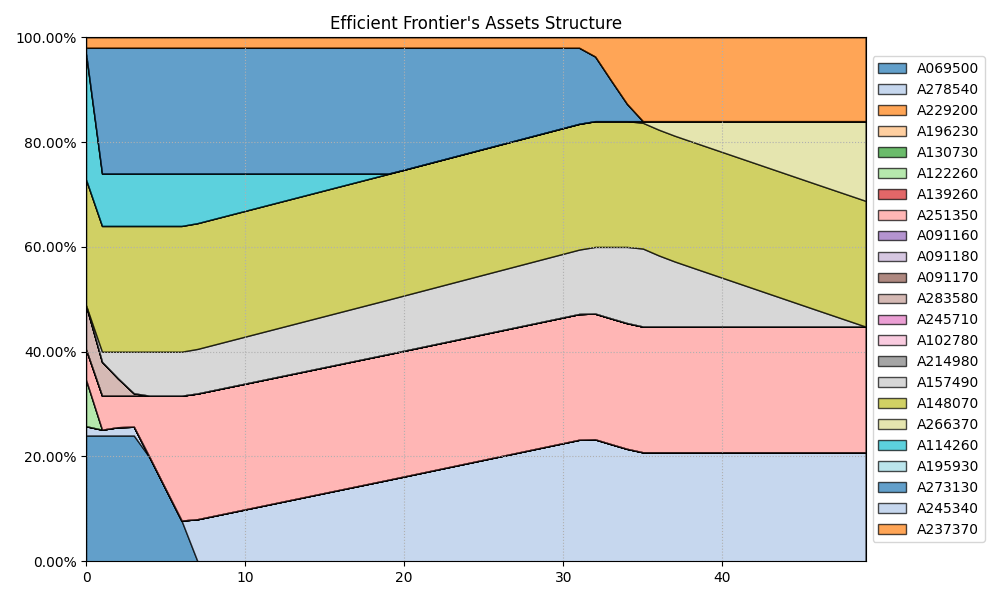 Efficient Frontier's Assets Structure
100.00%
80.00%
60.00%
40.00%
20.00%
0.00%
0
10
20
30
40
A069500
A278540
A229200
A196230
A130730
A122260
A139260
A251350
A091160
A091180
A091170
A283580
A245710
A102780
A214980
A157490
A148070
A266370
A114260
A195930
A273130
A245340
A237370